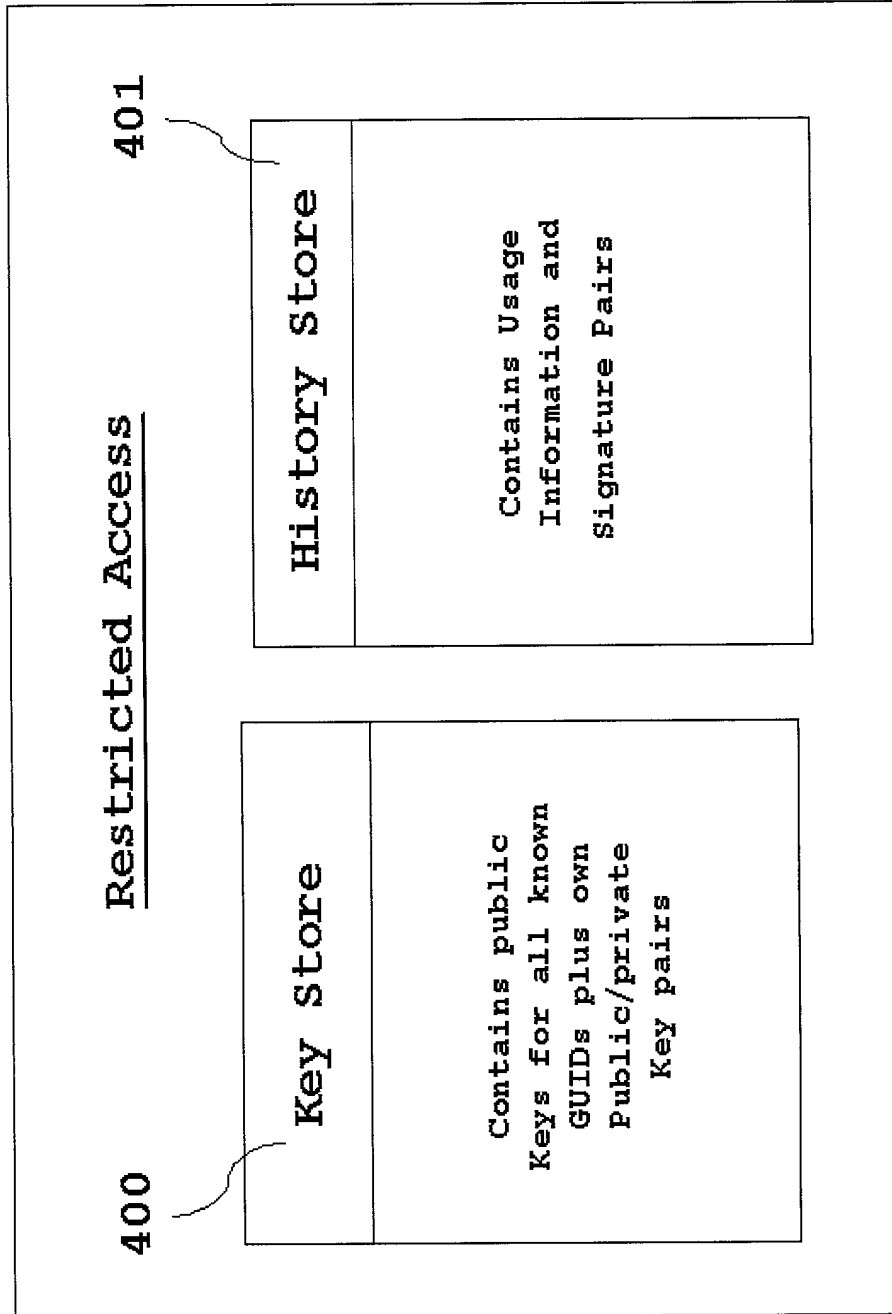 Restricted Access
400
Key Store
Contains public
Keys for all known
GUIDs plus own
Public/private
Key pairs
401
History Store
Contains Usage
Information and
Signature Pairs